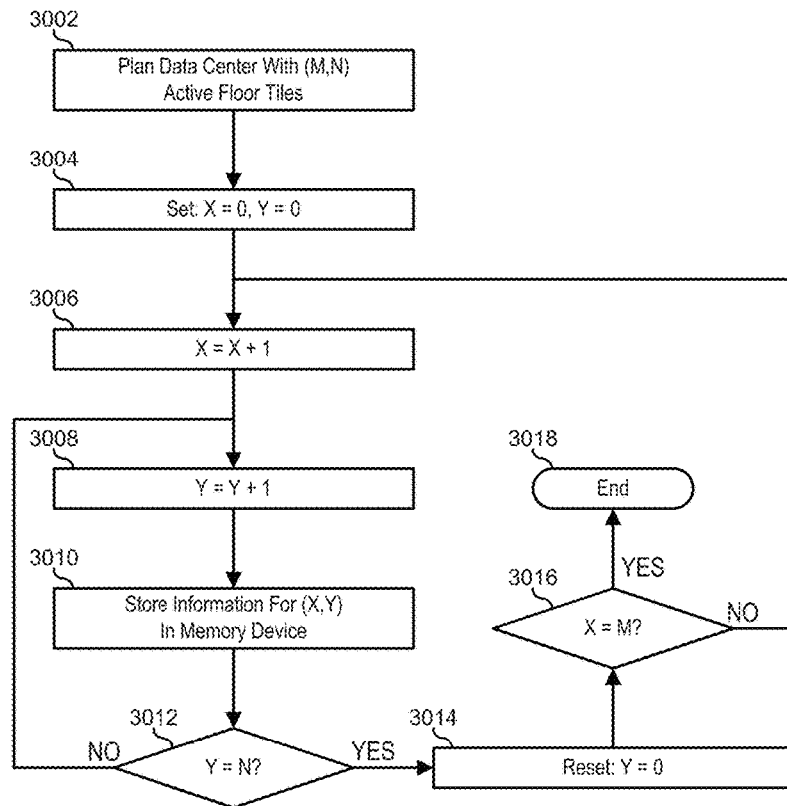 3002
Plan Data Center With (M,N)
Active Floor Tiles
3004
Set: X = 0, Y = 0
3006
X = X + 1
3008
Y = Y + 1
3010
Store Information For (X,Y)
In Memory Device
3012
Y = N?
NO
YES
3014
Reset: Y = 0
3016
X = M?
NO
YES
3018
End